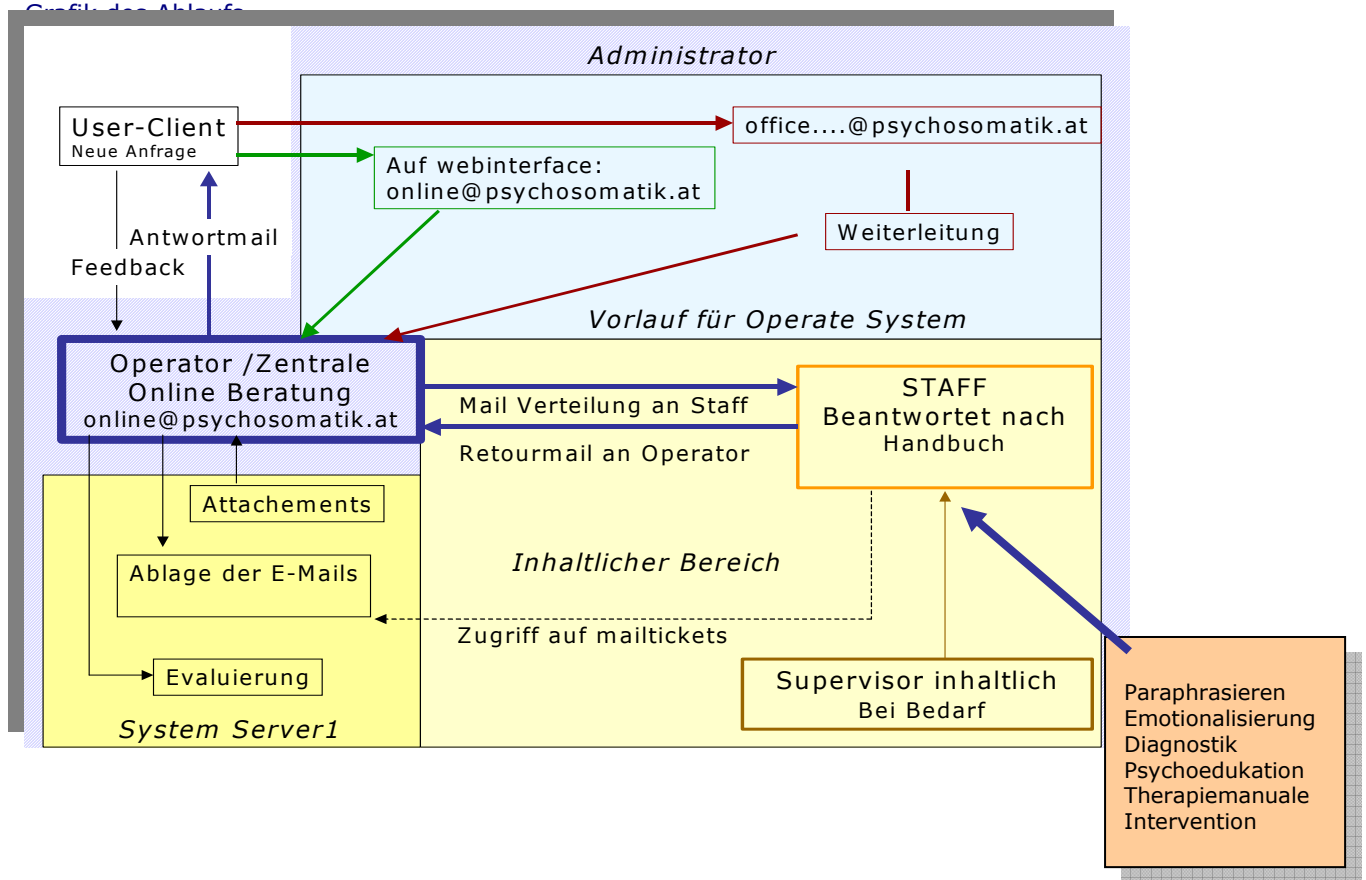 Grafik des Ablaufs
Administrator
User-Client
Neue Anfrage
office....@psychosomatik.at
Auf webinterface:
online@psychosomatik.at
Weiterleitung
Antwortmail
Feedback
Vorlauf für Operate System
Operator /Zentrale
Online Beratung
online@psychosomatik.at
Mail Verteilung an Staff
Retourmail an Operator
STAFF
Beantwortet nach
Handbuch
Attachements
Ablage der E-Mails
Inhaltlicher Bereich
Zugriff auf mailtickets
Evaluierung
System Server1
Supervisor inhaltlich
Bei Bedarf
Paraphrasieren
Emotionalisierung
Diagnostik
Psychoedukation
Therapiemanuale
Intervention